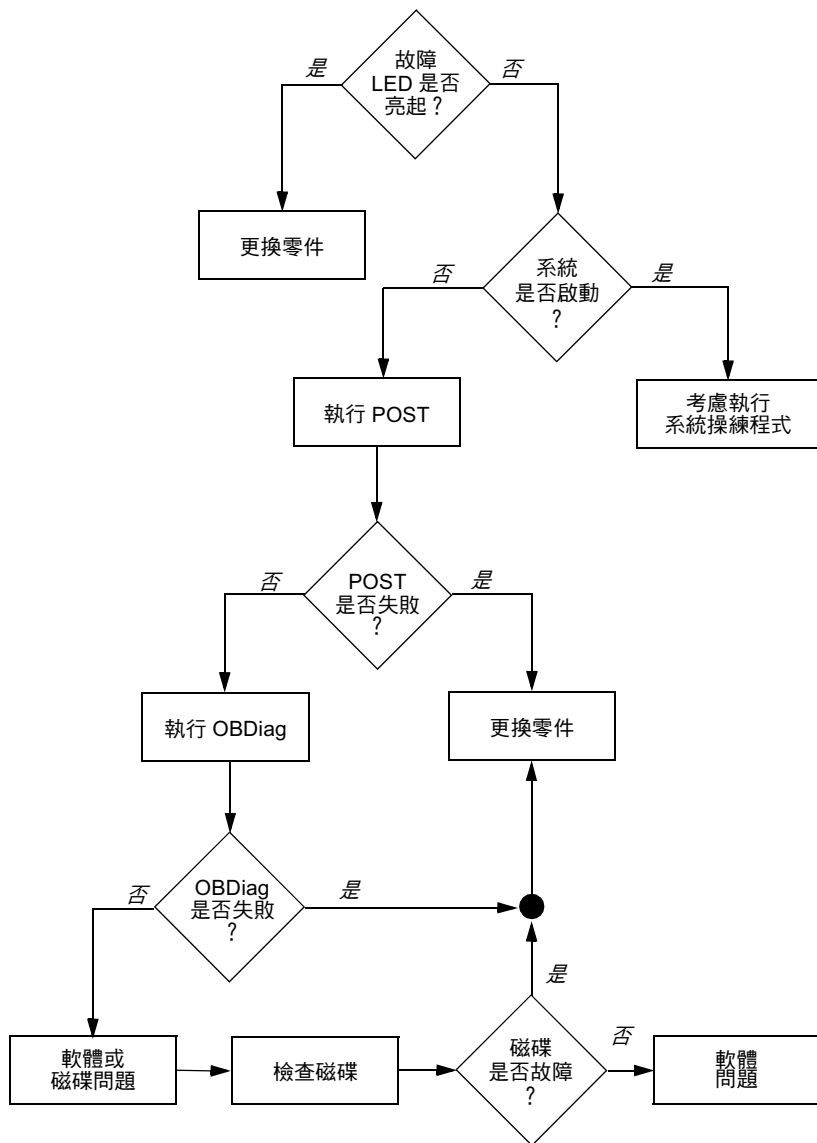 是
故障
LED 是否
亮起？
否
更換零件
否
系統
是否啟動
？
是
執行 POST
考慮執行
系統操練程式
否
POST
是否失敗
？
是
執行 OBDiag
更換零件
否
OBDiag
是否失敗
？
是
是
軟體或
磁碟問題
檢查磁碟
磁碟
是否故障
？
否
軟體
問題